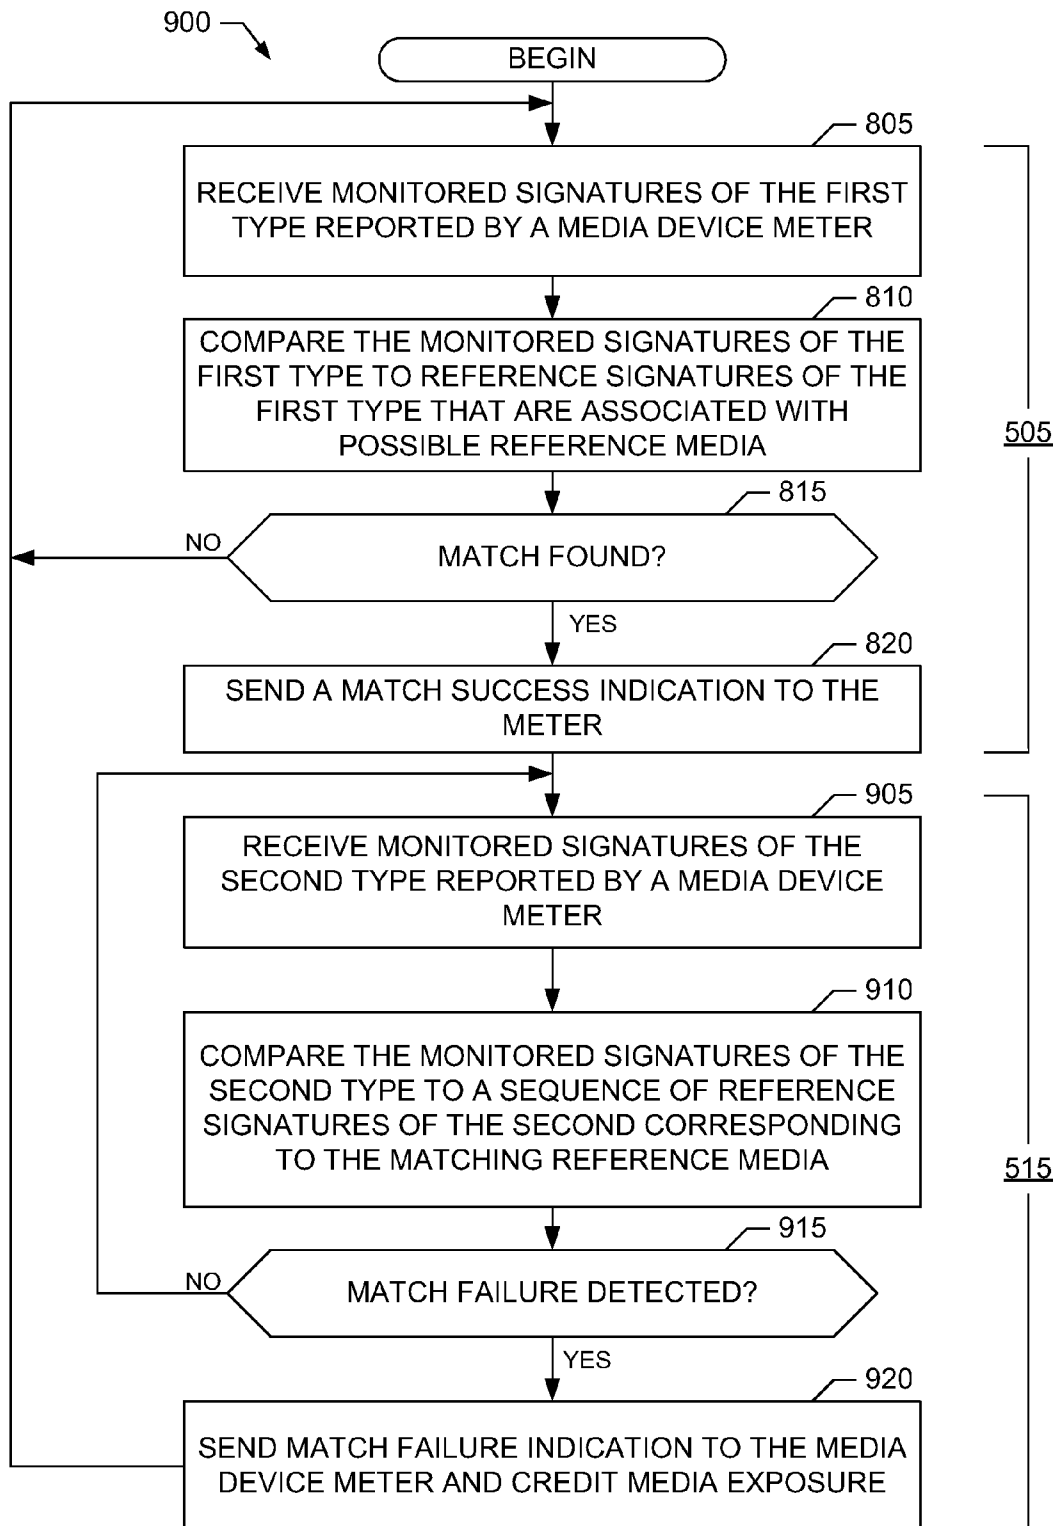 900
BEGIN
805
RECEIVE MONITORED SIGNATURES OF THE FIRST
TYPE REPORTED BY A MEDIA DEVICE METER
810
COMPARE THE MONITORED SIGNATURES OF THE
FIRST TYPE TO REFERENCE SIGNATURES OF THE
FIRST TYPE THAT ARE ASSOCIATED WITH
POSSIBLE REFERENCE MEDIA
505
815
NO
MATCH FOUND?
YES
820
SEND A MATCH SUCCESS INDICATION TO THE
METER
905
RECEIVE MONITORED SIGNATURES OF THE
SECOND TYPE REPORTED BY A MEDIA DEVICE
METER
910
COMPARE THE MONITORED SIGNATURES OF THE
SECOND TYPE TO A SEQUENCE OF REFERENCE
SIGNATURES OF THE SECOND CORRESPONDING
TO THE MATCHING REFERENCE MEDIA
515
915
NO
MATCH FAILURE DETECTED?
YES
920
SEND MATCH FAILURE INDICATION TO THE MEDIA
DEVICE METER AND CREDIT MEDIA EXPOSURE